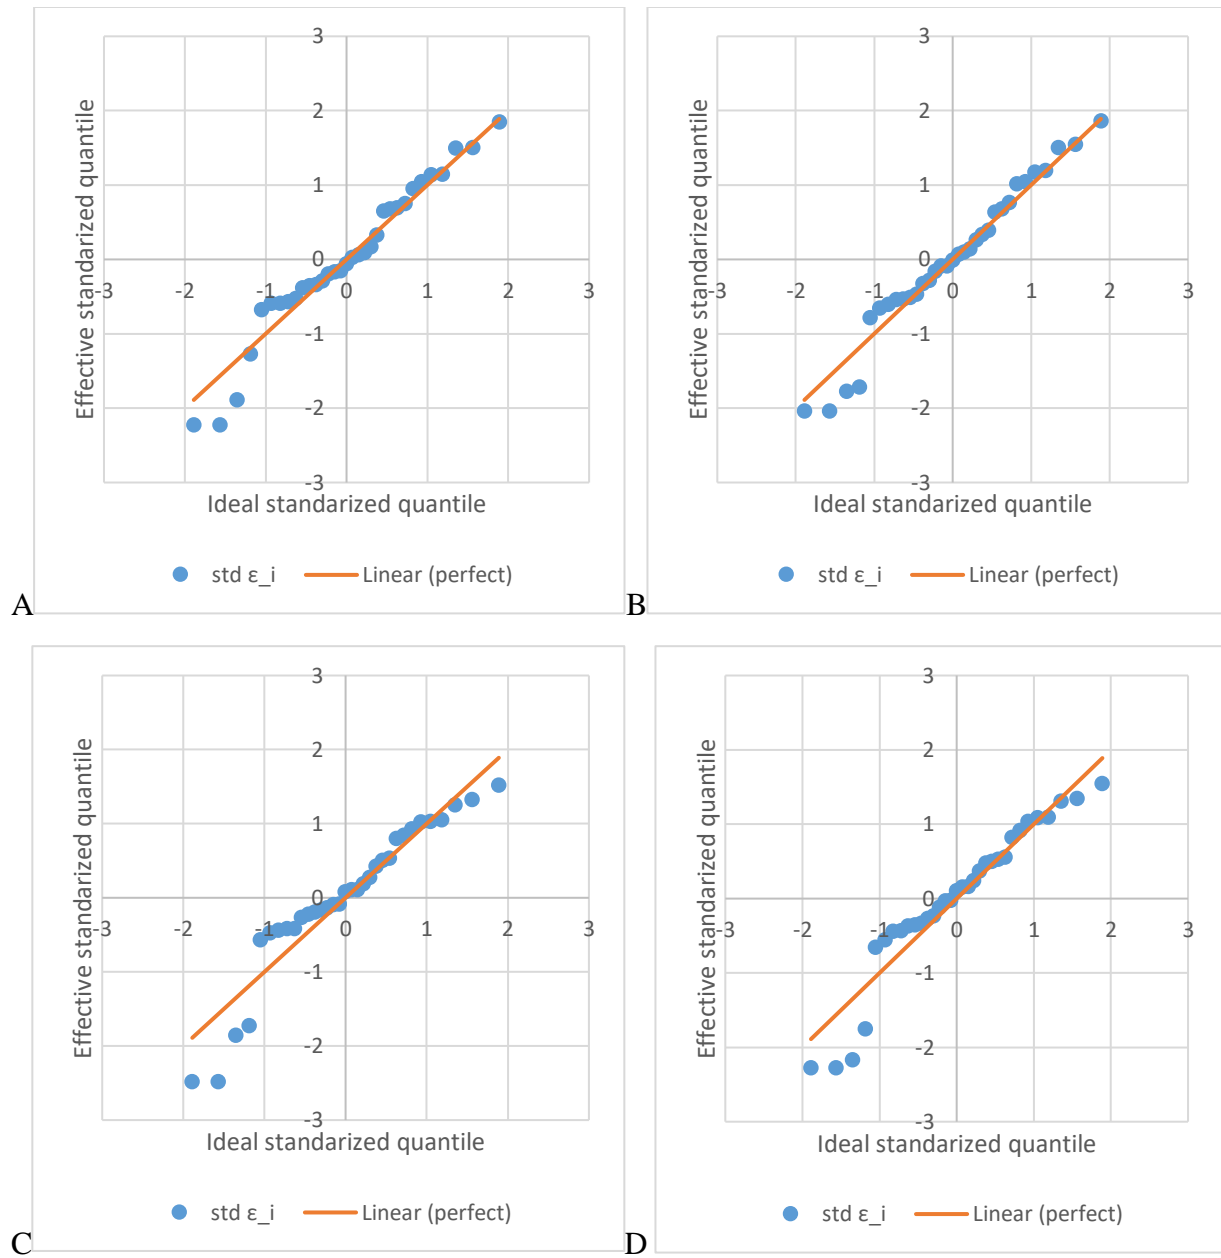 3
2
1
0
-3 -2 -1 0 1 2 3
-1
-2
-3
Effective standarized quantile
Ideal standarized quantile
std ε_i Linear (perfect)
A
3
2
1
0
-3 -2 -1 0 1 2 3
-1
-2
-3
Effective standarized quantile
Ideal standarized quantile
std ε_i Linear (perfect)
B
3
2
1
0
-3 -2 -1 0 1 2 3
-1
-2
-3
Effective standarized quantile
Ideal standarized quantile
std ε_i Linear (perfect)
C
3
2
1
0
-3 -2 -1 0 1 2 3
-1
-2
-3
Effective standarized quantile
Ideal standarized quantile
std ε_i Linear (perfect)
D